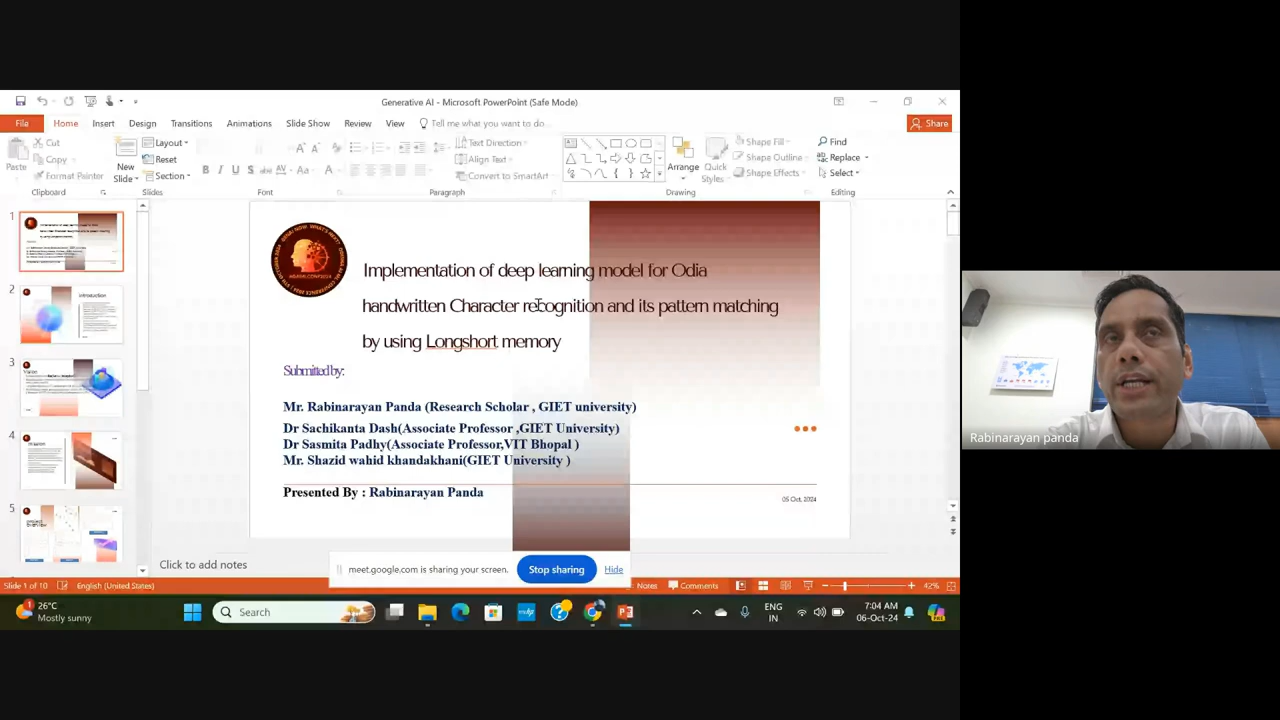 Generative AI - Microsoft PowerPoint (Safe Mode)
File Home Insert Design Transitions Animations Slide Show Review View Tell me what you want to do... Share
Paste
Cut
Copy
Format Painter
Clipboard
New Slide
Layout
Reset
Section
Slides
B I U S abc AV Aa A
Font
Text Direction
Align Text
Convert to SmartArt
Paragraph
Arrange
Quick Styles
Shape Fill
Shape Outline
Shape Effects
Drawing
Find
Replace
Select
Editing
1
2
Introduction
3
4
5
Implementation of deep learning model for Odia
handwritten Character recognition and its pattern matching
by using Longshort memory
Submitted by:
Mr. Rabinarayan Panda (Research Scholar , GIET university)
Dr Sachikanta Dash(Associate Professor ,GIET University)
Dr Sasmita Padhy(Associate Professor,VIT Bhopal )
Mr. Shazid wahid khandakhani(GIET University )
Presented By : Rabinarayan Panda
05 Oct, 2024
Rabinarayan panda
Click to add notes
meet.google.com is sharing your screen. Stop sharing Hide
Slide 1 of 10 English (United States) Notes Comments 42%
26°C
Mostly sunny
Search
ENG
IN
7:04 AM
06-Oct-24